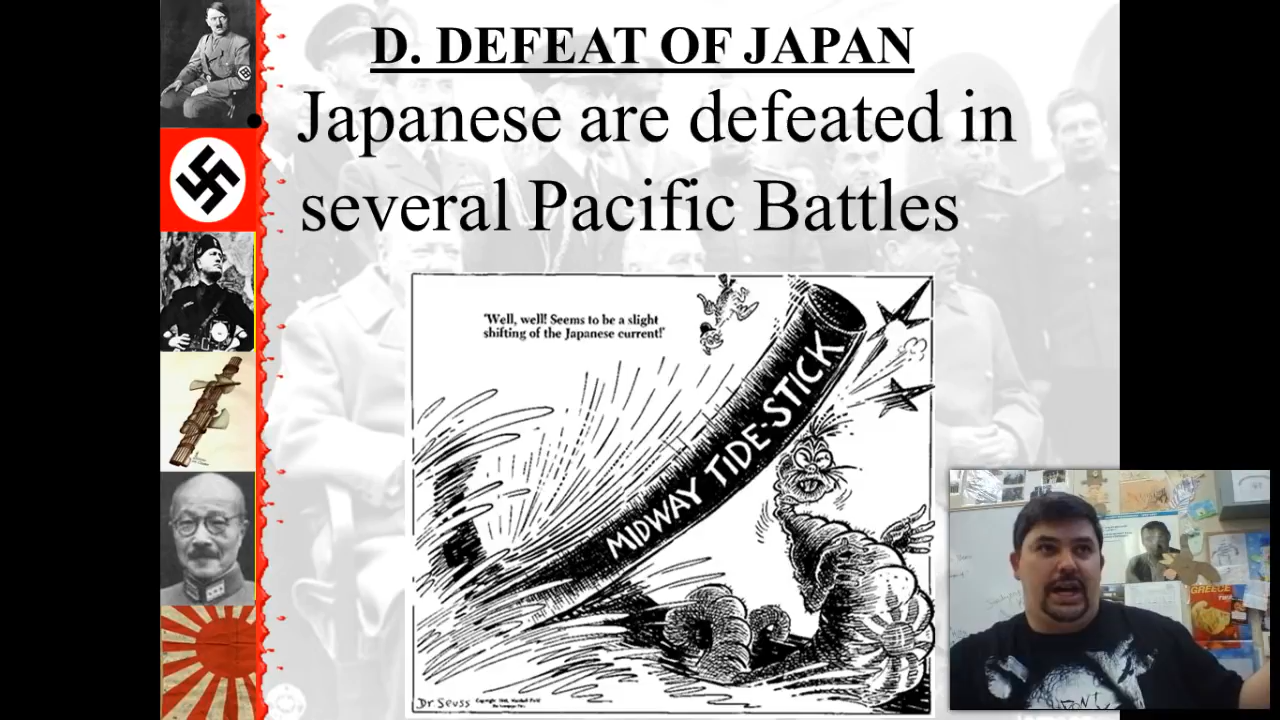 D. DEFEAT OF JAPAN
Japanese are defeated in
several Pacific Battles
'Well, well! Seems to be a slight
shifting of the Japanese current!'
MIDWAY TIDE-STICK
Dr Seuss
GREECE